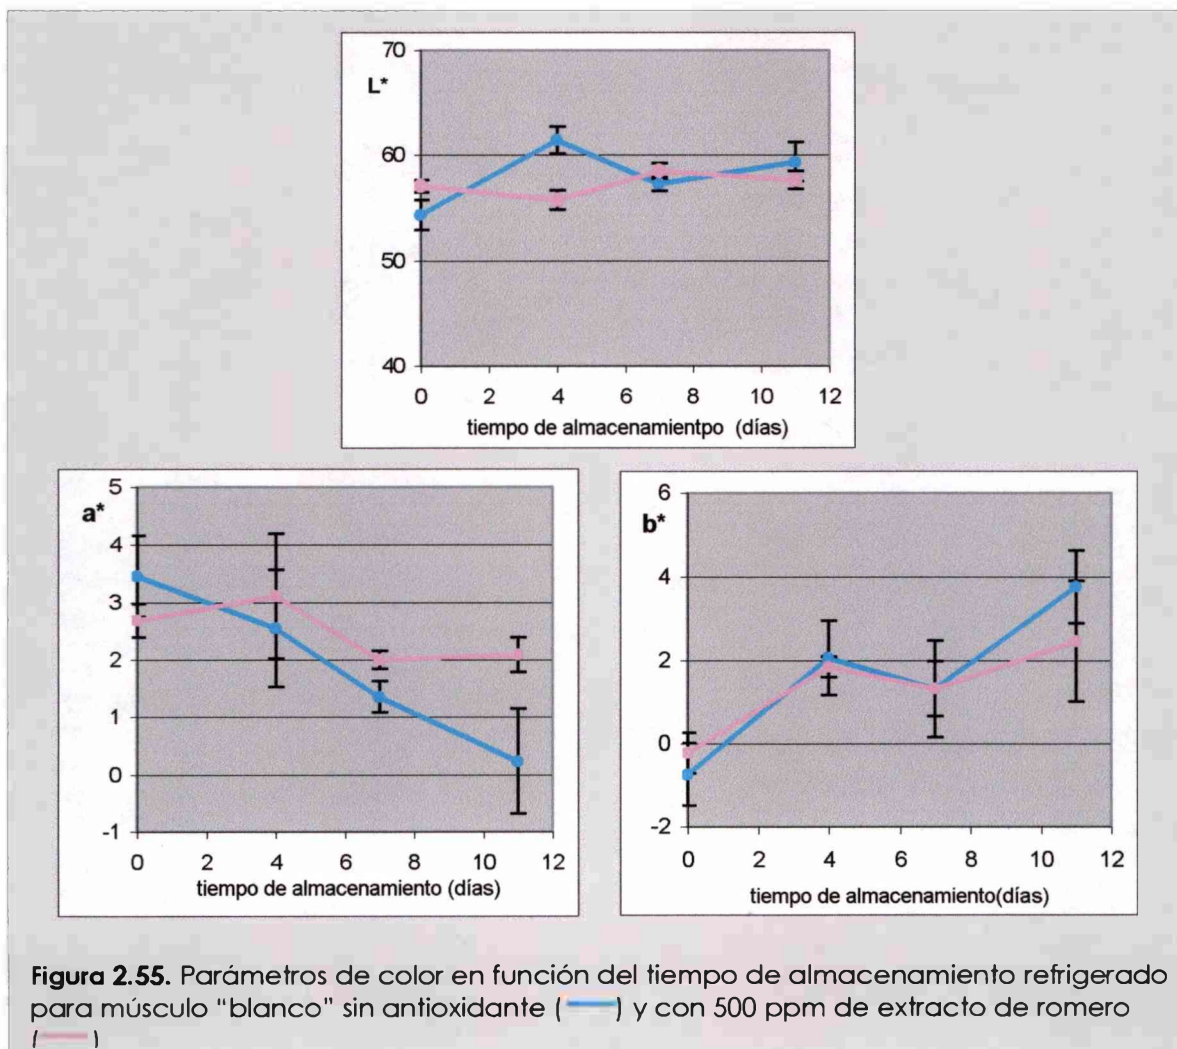 70
L*
60
50
40
0 2 4 6 8 10 12
tiempo de almacenamientpo (días)
5
a*
4
3
2
1
0
-1
0 2 4 6 8 10 12
tiempo de almacenamiento (días)
6
b*
4
2
0
-2
0 2 4 6 8 10 12
tiempo de almacenamiento(días)
Figura 2.55. Parámetros de color en función del tiempo de almacenamiento refrigerado
para músculo "blanco" sin antioxidante ( ) y con 500 ppm de extracto de romero
( )